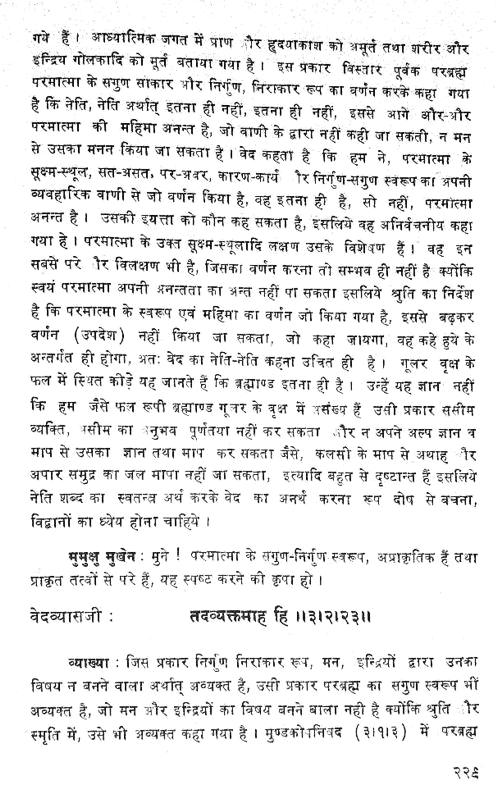 गये हैं । आध्यात्मिक जगत में प्राण और हृदयाकाश को अमूर्त तथा शरीर और
इन्द्रिय गोलकादि को मूर्त बताया गया है । इस प्रकार विस्तार पूर्वक परब्रह्म
परमात्मा के सगुण साकार और निर्गुण, निराकार रूप का वर्णन करके कहा गया
है कि नेति, नेति अर्थात् इतना ही नहीं, इतना ही नहीं, इससे आगे और-और
परमात्मा की महिमा अनन्त है, जो वाणी के द्वारा नहीं कही जा सकती, न मन
से उसका मनन किया जा सकता है । वेद कहता है कि हम ने, परमात्मा के
सूक्ष्म-स्थूल, सत-असत, पर-अवर, कारण-कार्य और निर्गुण-सगुण स्वरूप का अपनी
व्यवहारिक वाणी से जो वर्णन किया है, वह इतना ही है, सो नहीं, परमात्मा
अनन्त है । उसकी इयत्ता को कौन कह सकता है, इसलिये वह अनिर्वचनीय कहा
गया हे । परमात्मा के उक्त सूक्ष्म-स्थूलादि लक्षण उसके विशेषण हैं । वह इन
सबसे परे और विलक्षण भी है, जिसका वर्णन करना तो सम्भव ही नहीं है क्योंकि
स्वयं परमात्मा अपनी अनन्तता का अन्त नहीं पा सकता इसलिये श्रुति का निर्देश
है कि परमात्मा के स्वरूप एवं महिमा का वर्णन जो किया गया है, इससे बढ़कर
वर्णन (उपदेश) नहीं किया जा सकता, जो कहा जायगा, वह कहे हुये के
अन्तर्गत ही होगा, अतः वेद का नेति-नेति कहना उचित ही है । गूलर वृक्ष के
फल में स्थित कीड़े यह जानते हैं कि ब्रह्माण्ड इतना ही है । उन्हें यह ज्ञान नहीं
कि हम जैसे फल रूपी ब्रह्माण्ड गूलर के वृक्ष में असंख्य हैं उसी प्रकार ससीम
व्यक्ति, असीम का अनुभव पूर्णतया नहीं कर सकता और न अपने अल्प ज्ञान व
माप से उसका ज्ञान तथा माप कर सकता जैसे, कलसी के माप से अथाह और
अपार समुद्र का जल मापा नहीं जा सकता, इत्यादि बहुत से दृष्टान्त हैं इसलिये
नेति शब्द का स्वतन्त्र अर्थ करके वेद का अनर्थ करना रूप दोष से बचना,
विद्वानों का ध्येय होना चाहिये ।
मुमुक्षु मुखेन : मुने ! परमात्मा के सगुण-निर्गुण स्वरूप, अप्राकृतिक हैं तथा
प्राकृत तत्वों से परे हैं, यह स्पष्ट करने की कृपा हो ।
वेदव्यासजी : तदव्यक्तमाह हि ।।३।२।२३।।
व्याख्या : जिस प्रकार निर्गुण निराकार रूप, मन, इन्द्रियों द्वारा उनका
विषय न बनने वाला अर्थात् अव्यक्त है, उसी प्रकार परब्रह्म का सगुण स्वरूप भी
अव्यक्त है, जो मन और इन्द्रियों का विषय बनने बाला नही है क्योंकि श्रुति और
स्मृति में, उसे भी अव्यक्त कहा गया है । मुण्डकोपनिषद (३।१।३) में परब्रह्म
२२९